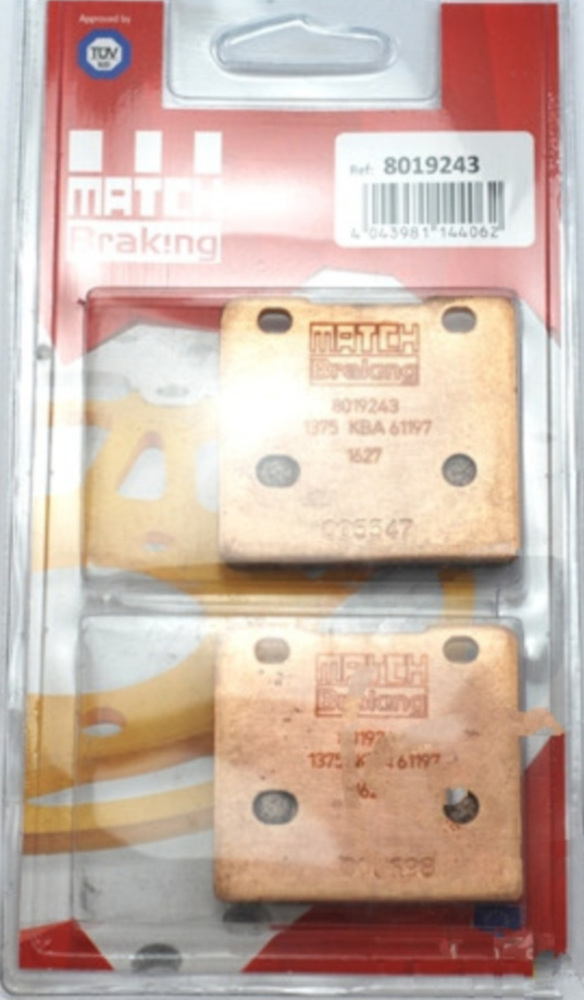 Approved by
TÜV
MATCH
Braking
Ref: 8019243
4 043981 144062
MATCH
Braking
8019243
1375 KBA 61197
1627
MATCH
Braking
61197